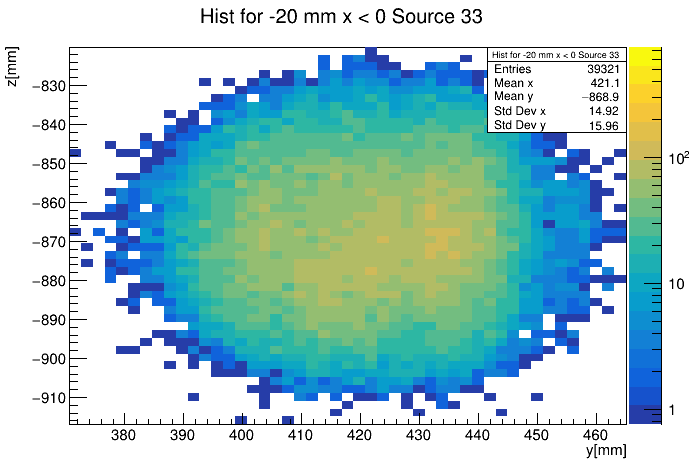 Hist for -20 mm x < 0 Source 33
z[mm]
Hist for -20 mm x < 0 Source 33
Entries 39321
Mean x 421.1
Mean y −868.9
Std Dev x 14.92
Std Dev y 15.96
−830
−840
−850
−860
−870
−880
−890
−900
−910
10²
10
1
380 390 400 410 420 430 440 450 460
y[mm]